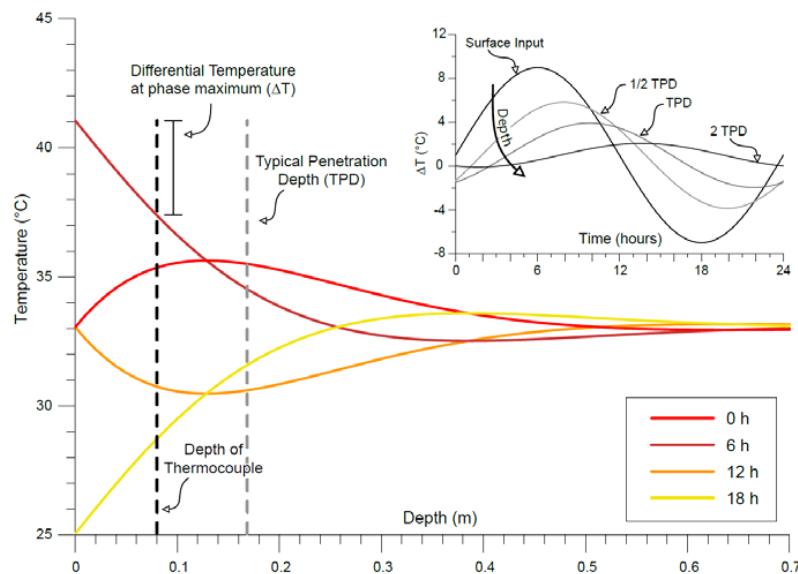 45
40
35
30
25
Temperature (°C)
Differential Temperature
at phase maximum (ΔT)
Typical Penetration
Depth (TPD)
Depth of
Thermocouple
Depth (m)
0
0.1
0.2
0.3
0.4
0.5
0.6
0.7
0 h
6 h
12 h
18 h
12
8
4
0
-4
-8
ΔT (°C)
Surface Input
1/2 TPD
TPD
2 TPD
Depth
Time (hours)
0
6
12
18
24